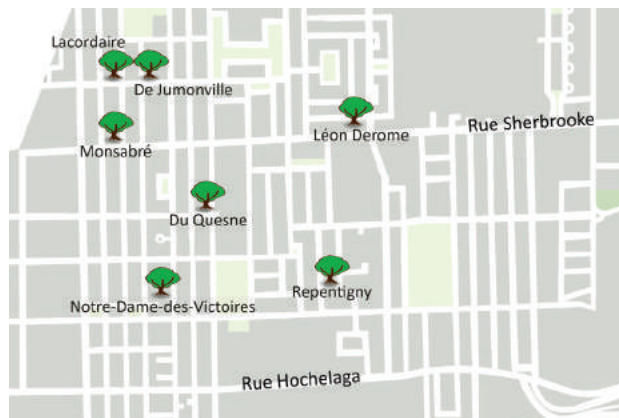 Lacordaire
De Jumonville
Léon Derome
Rue Sherbrooke
Monsabré
Du Quesne
Repentigny
Notre-Dame-des-Victoires
Rue Hochelaga